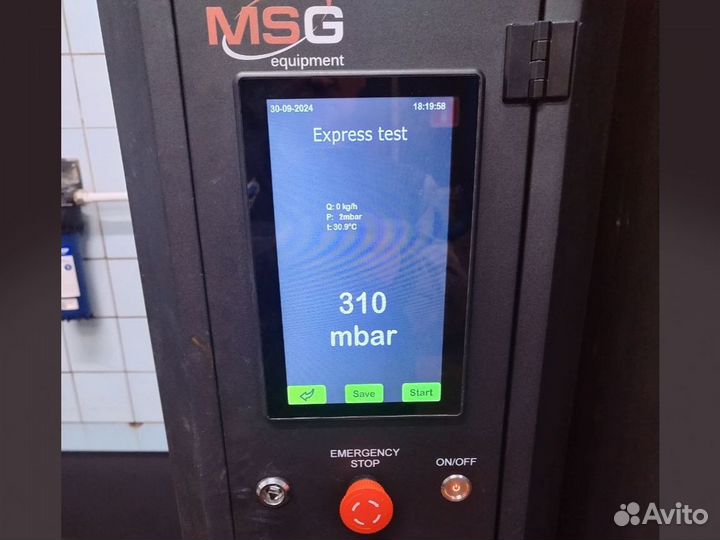 MSG
equipment
30-09-2024 18:19:58
Express test
Q: 0 kg/h
P: 2mbar
t: 30.9°C
310
mbar
Save Start
EMERGENCY
STOP
ON/OFF
Avito